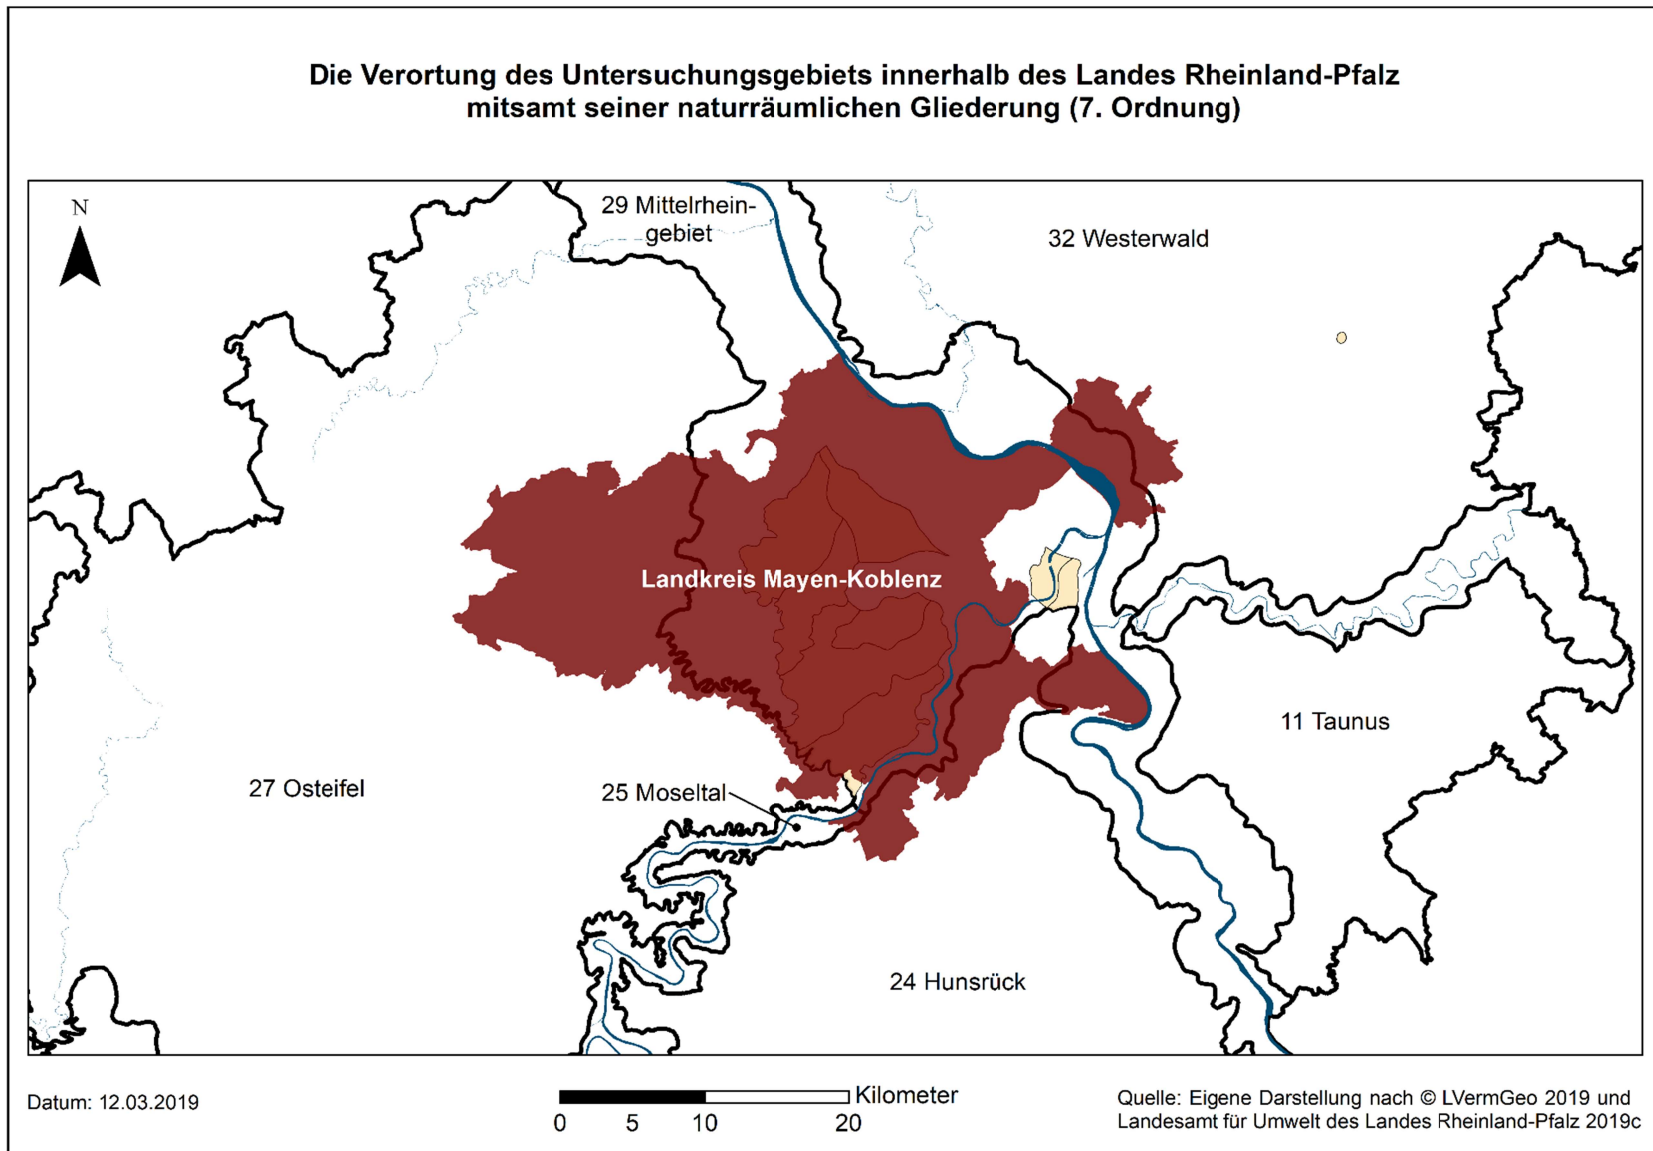 Die Verortung des Untersuchungsgebiets innerhalb des Landes Rheinland-Pfalz
mitsamt seiner naturräumlichen Gliederung (7. Ordnung)
N
29 Mittelrhein-
gebiet
32 Westerwald
Landkreis Mayen-Koblenz
11 Taunus
27 Osteifel
25 Moseltal
24 Hunsrück
Datum: 12.03.2019
Kilometer
0 5 10 20
Quelle: Eigene Darstellung nach © LVermGeo 2019 und
Landesamt für Umwelt des Landes Rheinland-Pfalz 2019c